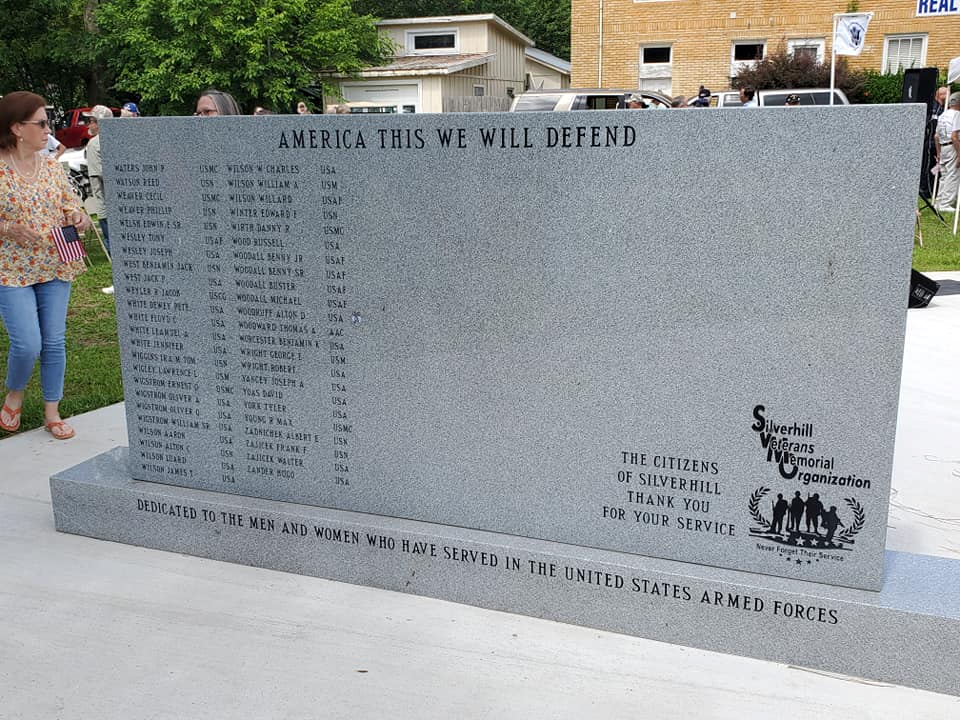 REAL
AMERICA THIS WE WILL DEFEND
WATERS JOHN P USMC
WATSON REED USN
WEAVER CECIL USMC
WEAVER PHILLIP USN
WELSH EDWIN E SR USN
WESLEY TONY USAF
WESLEY JOSEPH USA
WEST BENJAMIN JACK USN
WEST JACK P USA
WEYLER R JACOB USCG
WHITE DEWEY PETE USA
WHITE FLOYD C USA
WHITE LEAMUEL A USA
WHITE JENNIFER USA
WIGGINS IRA M TOM USN
WIGLEY LAWRENCE L USM
WIGSTROM ERNEST O USMC
WIGSTROM OLIVER A USA
WIGSTROM OLIVER O USA
WIGSTROM WILLIAM SR USA
WILSON AARON USA
WILSON ALTON C USN
WILSON LUARD USA
WILSON JAMES T USA
WILSON W CHARLES USA
WILSON WILLIAM A USM
WILSON WILLARD USAF
WINTER EDWARD F USN
WIRTH DANNY R USMC
WOOD RUSSELL USA
WOODALL BENNY JR USAF
WOODALL BENNY SR USAF
WOODALL BUSTER USAF
WOODALL MICHAEL USAF
WOODRUFF ALTON D USA
WOODWARD THOMAS A AAC
WORCESTER BENJAMIN K USA
WRIGHT GEORGE E USM
WRIGHT ROBERT USA
YANCEY JOSEPH A USA
YOAS DAVID USA
YORK TYLER USA
YOUNG R MAX USMC
ZADNICHEK ALBERT E USN
ZAJICEK FRANK F USA
ZAJICEK WALTER USA
ZANDER HUGO USA
THE CITIZENS
OF SILVERHILL
THANK YOU
FOR YOUR SERVICE
Silverhill
Veterans
Memorial
Organization
Never Forget Their Service
DEDICATED TO THE MEN AND WOMEN WHO HAVE SERVED IN THE UNITED STATES ARMED FORCES